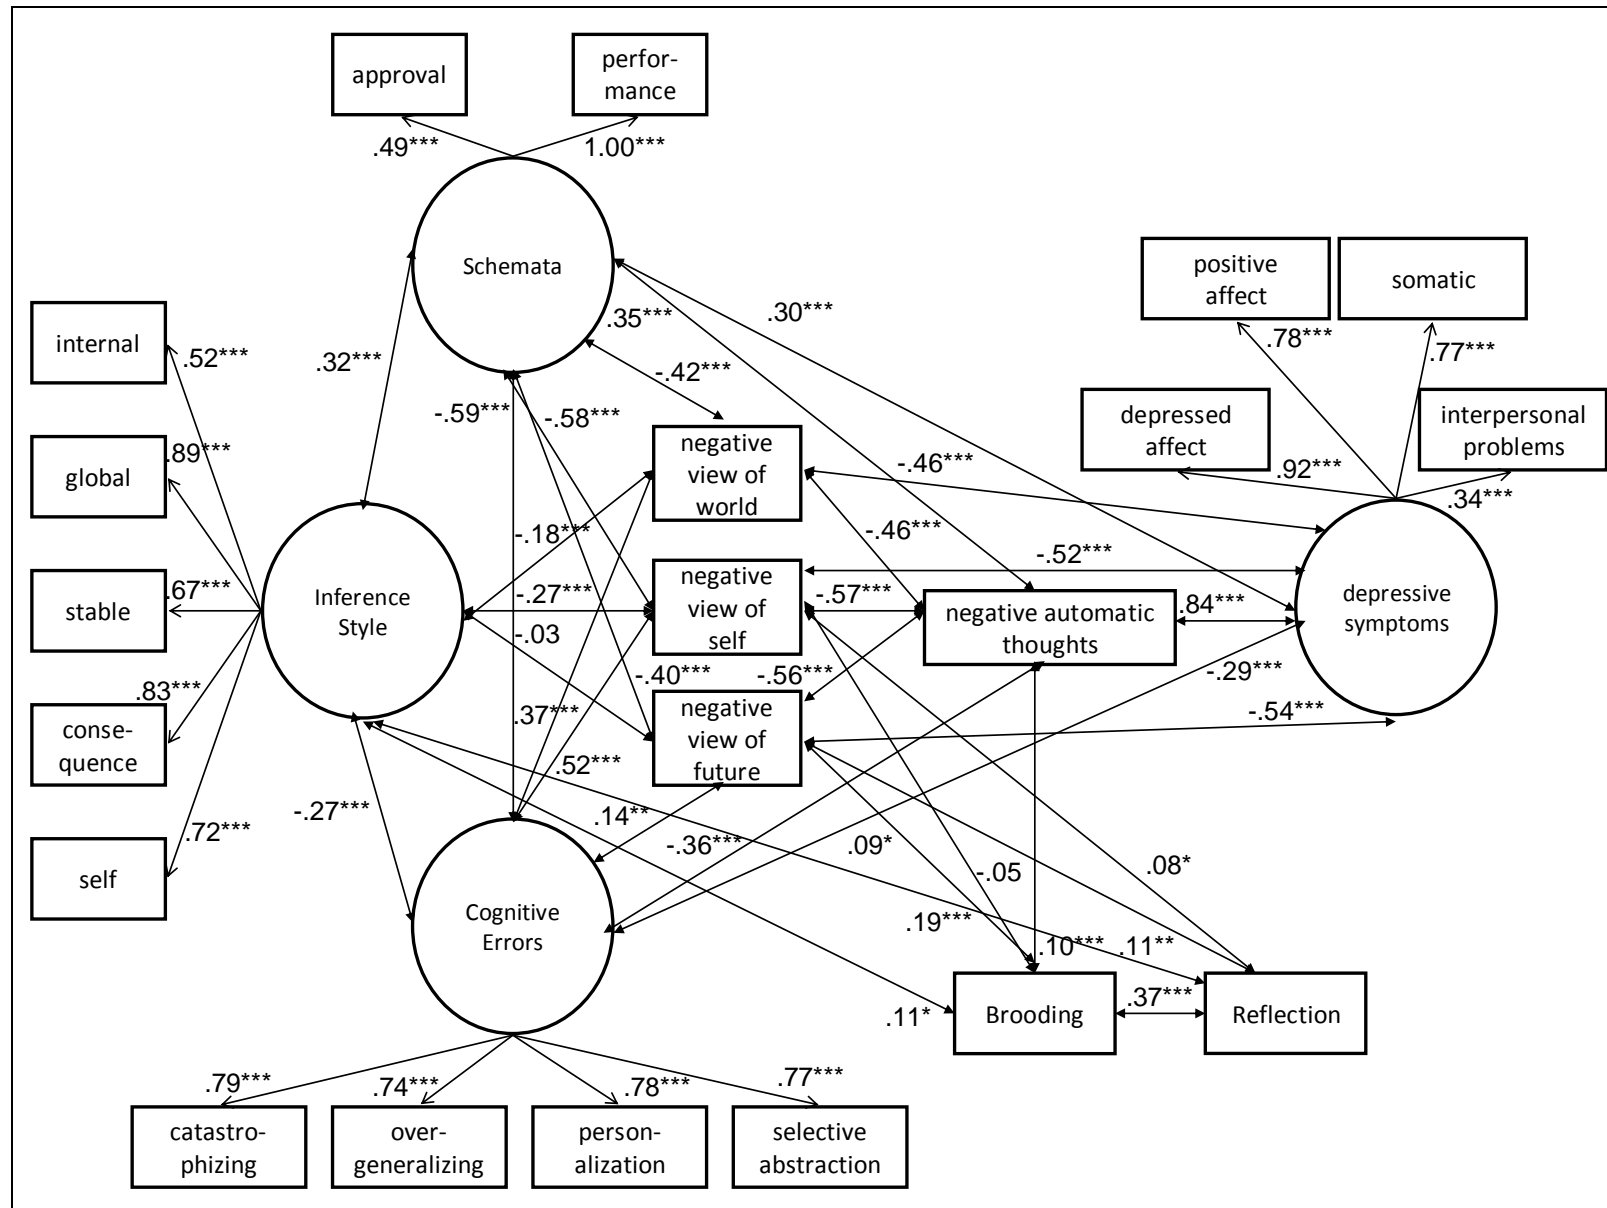 approval
perfor-
mance
.49***
1.00***
Schemata
positive
affect
somatic
internal
.52***
.32***
.35***
.30***
.78***
.77***
-.42***
-.59***
-.58***
depressed
affect
interpersonal
problems
global
.89***
negative
view of
world
-.46***
.92***
.34***
-.18***
-.46***
-.52***
stable
.67***
Inference
Style
-.27***
negative
view of
self
-.57***
negative automatic
thoughts
.84***
depressive
symptoms
-.03
-.40***
-.56***
-.29***
.83***
conse-
quence
.37***
negative
view of
future
-.54***
.52***
-.27***
.14**
-.36***
.09*
-.05
.08*
.72***
self
Cognitive
Errors
.19***
.10***
.11**
.11*
Brooding
.37***
Reflection
.79***
.74***
.78***
.77***
catastro-
phizing
over-
generalizing
person-
alization
selective
abstraction